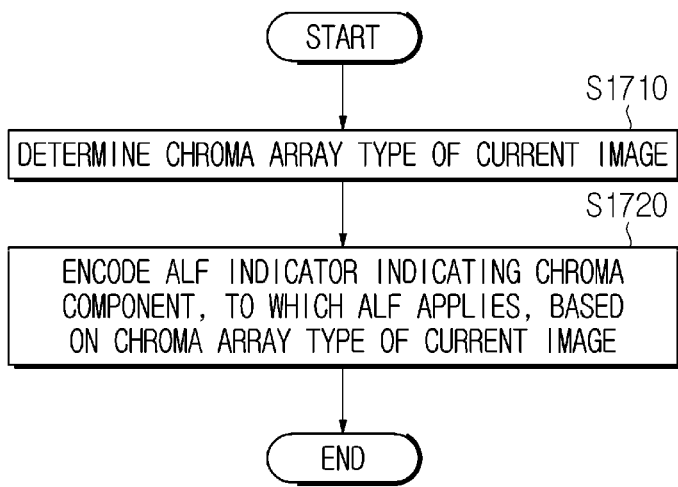 START
S1710
DETERMINE CHROMA ARRAY TYPE OF CURRENT IMAGE
S1720
ENCODE ALF INDICATOR INDICATING CHROMA
COMPONENT, TO WHICH ALF APPLIES, BASED
ON CHROMA ARRAY TYPE OF CURRENT IMAGE
END